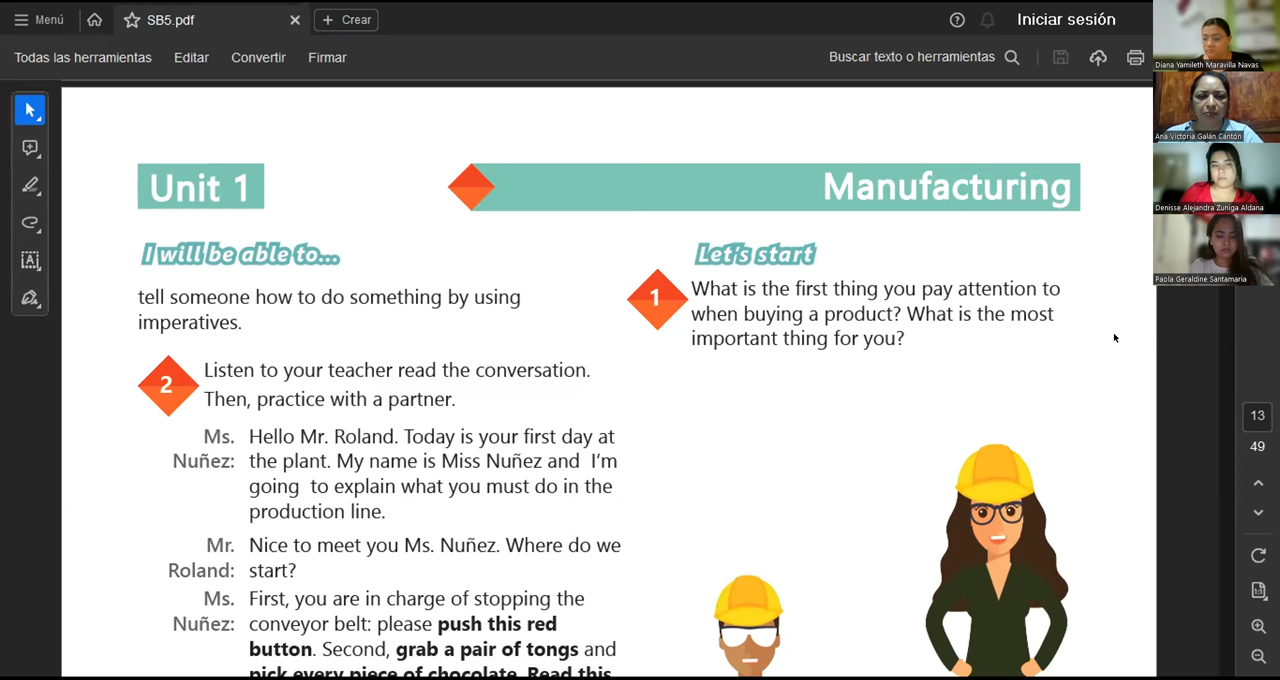 Menú
SB5.pdf
Crear
Iniciar sesión
Todas las herramientas
Editar
Convertir
Firmar
Buscar texto o herramientas
Diana Yamileth Maravilla Navas
Ana Victoria Galán Cantón
Denisse Alejandra Zuniga Aldana
Paola Geraldine Santamaria
Unit 1
Manufacturing
I will be able to...
tell someone how to do something by using
imperatives.
Let's start
1
What is the first thing you pay attention to
when buying a product? What is the most
important thing for you?
2
Listen to your teacher read the conversation.
Then, practice with a partner.
Ms. Hello Mr. Roland. Today is your first day at
Nuñez: the plant. My name is Miss Nuñez and I'm
going to explain what you must do in the
production line.
Mr. Nice to meet you Ms. Nuñez. Where do we
Roland: start?
Ms. First, you are in charge of stopping the
Nuñez: conveyor belt: please push this red
button. Second, grab a pair of tongs and
pick every piece of chocolate. Read this
13
49